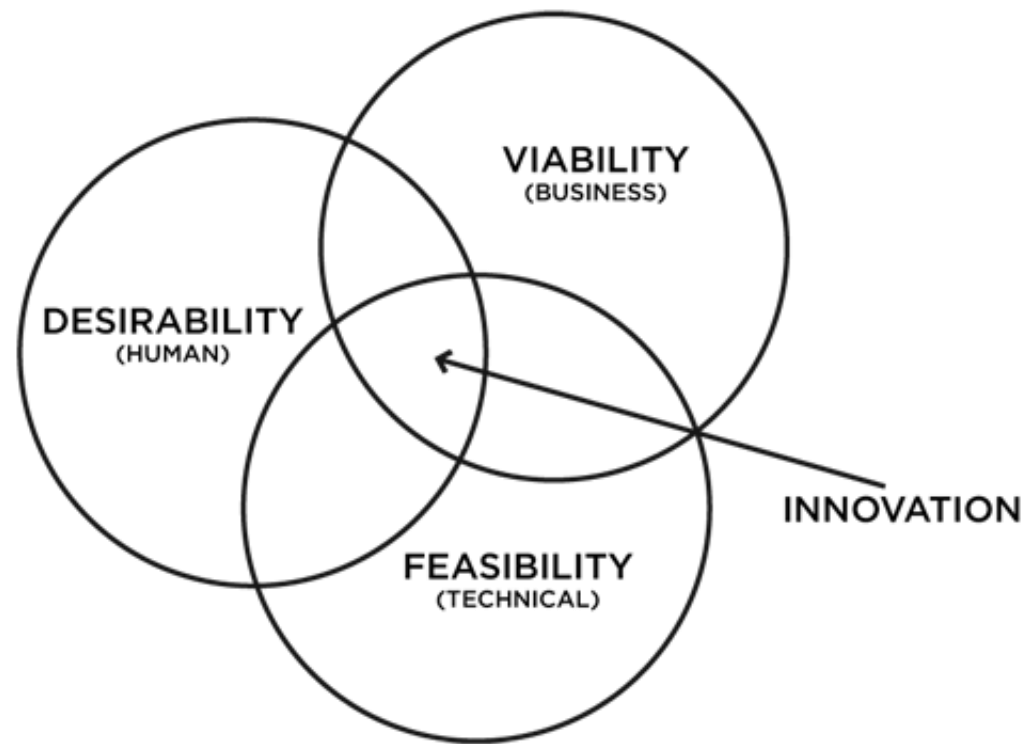 VIABILITY
(BUSINESS)
DESIRABILITY
(HUMAN)
INNOVATION
FEASIBILITY
(TECHNICAL)